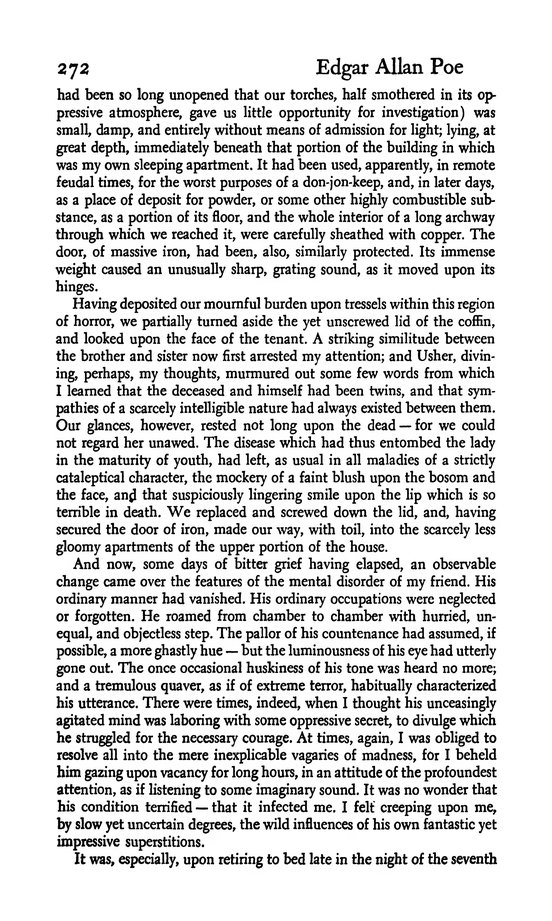 272
Edgar Allan Poe
had been so long unopened that our torches, half smothered in its op-
pressive atmosphere, gave us little opportunity for investigation) was
small, damp, and entirely without means of admission for light; lying, at
great depth, immediately beneath that portion of the building in which
was my own sleeping apartment. It had been used, apparently, in remote
feudal times, for the worst purposes of a don-jon-keep, and, in later days,
as a place of deposit for powder, or some other highly combustible sub-
stance, as a portion of its floor, and the whole interior of a long archway
through which we reached it, were carefully sheathed with copper. The
door, of massive iron, had been, also, similarly protected. Its immense
weight caused an unusually sharp, grating sound, as it moved upon its
hinges.
Having deposited our mournful burden upon tressels within this region
of horror, we partially turned aside the yet unscrewed lid of the coffin,
and looked upon the face of the tenant. A striking similitude between
the brother and sister now first arrested my attention; and Usher, divin-
ing, perhaps, my thoughts, murmured out some few words from which
I learned that the deceased and himself had been twins, and that sym-
pathies of a scarcely intelligible nature had always existed between them.
Our glances, however, rested not long upon the dead — for we could
not regard her unawed. The disease which had thus entombed the lady
in the maturity of youth, had left, as usual in all maladies of a strictly
cataleptical character, the mockery of a faint blush upon the bosom and
the face, and that suspiciously lingering smile upon the lip which is so
terrible in death. We replaced and screwed down the lid, and, having
secured the door of iron, made our way, with toil, into the scarcely less
gloomy apartments of the upper portion of the house.
And now, some days of bitter grief having elapsed, an observable
change came over the features of the mental disorder of my friend. His
ordinary manner had vanished. His ordinary occupations were neglected
or forgotten. He roamed from chamber to chamber with hurried, un-
equal, and objectless step. The pallor of his countenance had assumed, if
possible, a more ghastly hue — but the luminousness of his eye had utterly
gone out. The once occasional huskiness of his tone was heard no more;
and a tremulous quaver, as if of extreme terror, habitually characterized
his utterance. There were times, indeed, when I thought his unceasingly
agitated mind was laboring with some oppressive secret, to divulge which
he struggled for the necessary courage. At times, again, I was obliged to
resolve all into the mere inexplicable vagaries of madness, for I beheld
him gazing upon vacancy for long hours, in an attitude of the profoundest
attention, as if listening to some imaginary sound. It was no wonder that
his condition terrified — that it infected me. I felt creeping upon me,
by slow yet uncertain degrees, the wild influences of his own fantastic yet
impressive superstitions.
It was, especially, upon retiring to bed late in the night of the seventh